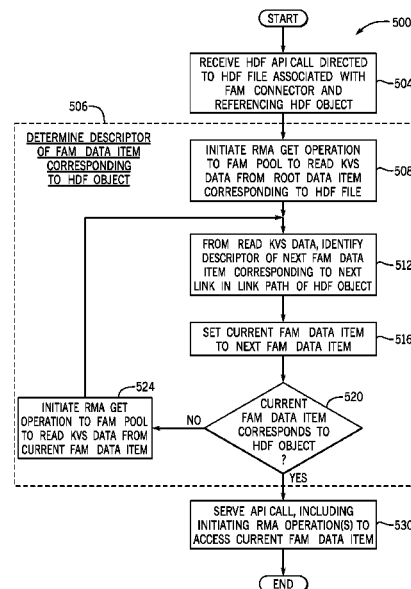 START
500
RECEIVE HDF API CALL DIRECTED
TO HDF FILE ASSOCIATED WITH
FAM CONNECTOR AND
REFERENCING HDF OBJECT
504
506
DETERMINE DESCRIPTOR
OF FAM DATA ITEM
CORRESPONDING
TO HDF OBJECT
INITIATE RMA GET OPERATION
TO FAM POOL TO READ KVS
DATA FROM ROOT DATA ITEM
CORRESPONDING TO HDF FILE
508
FROM READ KVS DATA, IDENTIFY
DESCRIPTOR OF NEXT FAM DATA
ITEM CORRESPONDING TO NEXT
LINK IN LINK PATH OF HDF OBJECT
512
SET CURRENT FAM DATA ITEM
TO NEXT FAM DATA ITEM
516
524
INITIATE RMA GET
OPERATION TO FAM POOL
TO READ KVS DATA FROM
CURRENT FAM DATA ITEM
NO
CURRENT
FAM DATA ITEM
CORRESPONDS TO
HDF OBJECT
?
520
YES
SERVE API CALL, INCLUDING
INITIATING RMA OPERATION(S) TO
ACCESS CURRENT FAM DATA ITEM
530
END